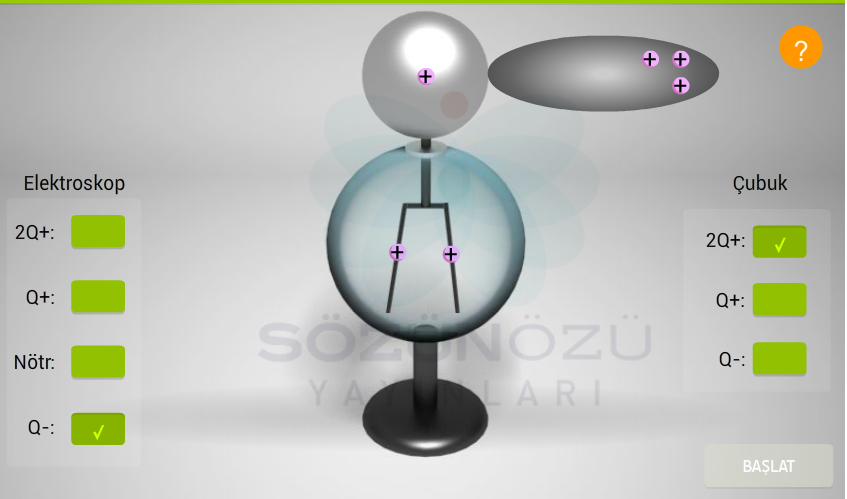 ?
Elektroskop
2Q+:
Q+:
Nötr:
Q-: ✓
Çubuk
2Q+: ✓
Q+:
Q-:
+
+ +
+
+ +
SÖZÜNÖZÜ
YAYINLARI
BAŞLAT